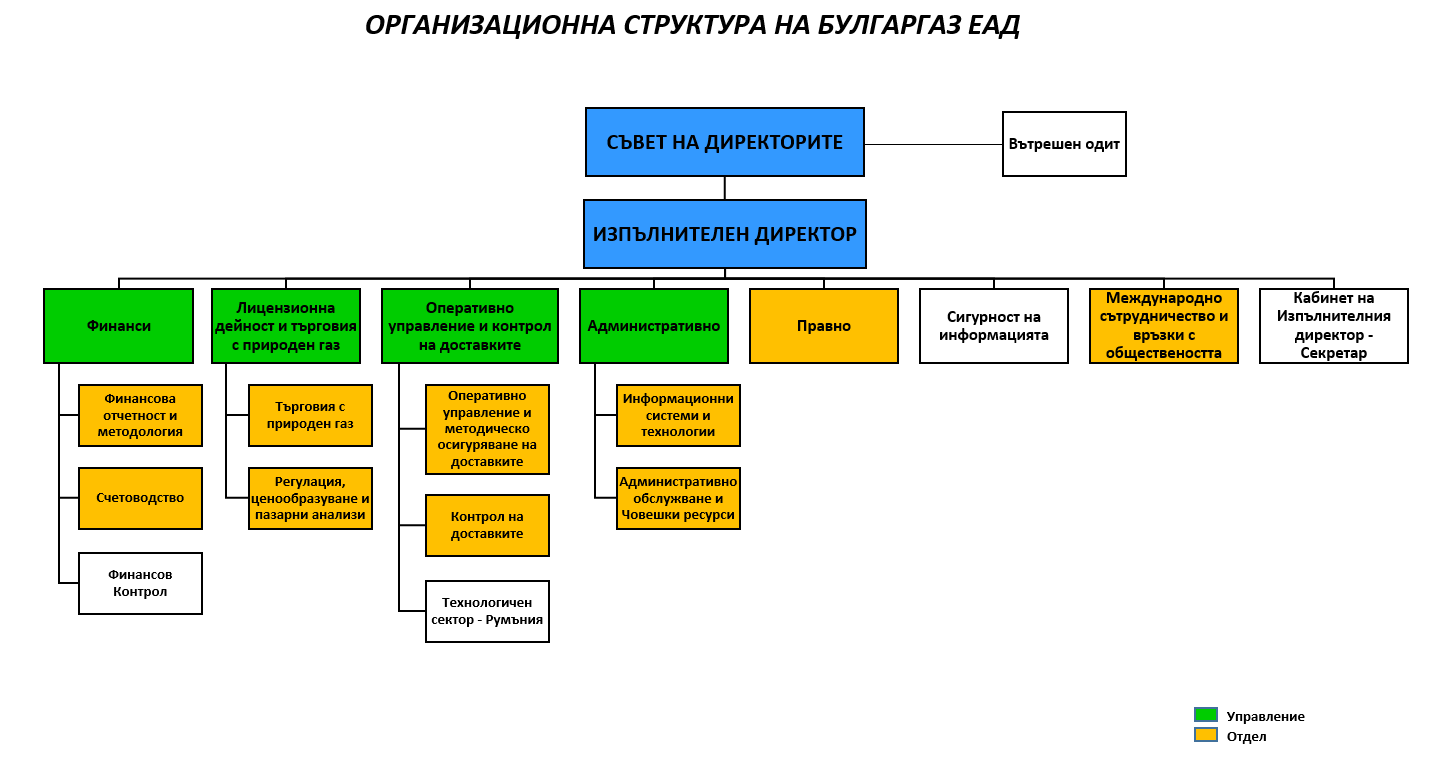 ОРГАНИЗАЦИОННА СТРУКТУРА НА БУЛГАРГАЗ ЕАД
СЪВЕТ НА ДИРЕКТОРИТЕ
Вътрешен одит
ИЗПЪЛНИТЕЛЕН ДИРЕКТОР
Финанси
Лицензионна
дейност и търговия
с природен газ
Оперативно
управление и контрол
на доставките
Административно
Правно
Сигурност на
информацията
Международно
сътрудничество и
връзки с
обществеността
Кабинет на
Изпълнителния
директор -
Секретар
Финансова
отчетност и
методология
Счетоводство
Финансов
Контрол
Търговия с
природен газ
Регулация,
ценообразуване и
пазарни анализи
Оперативно
управление и
методическо
осигуряване на
доставките
Контрол на
доставките
Технологичен
сектор - Румъния
Информационни
системи и
технологии
Административно
обслужване и
Човешки ресурси
Управление
Отдел